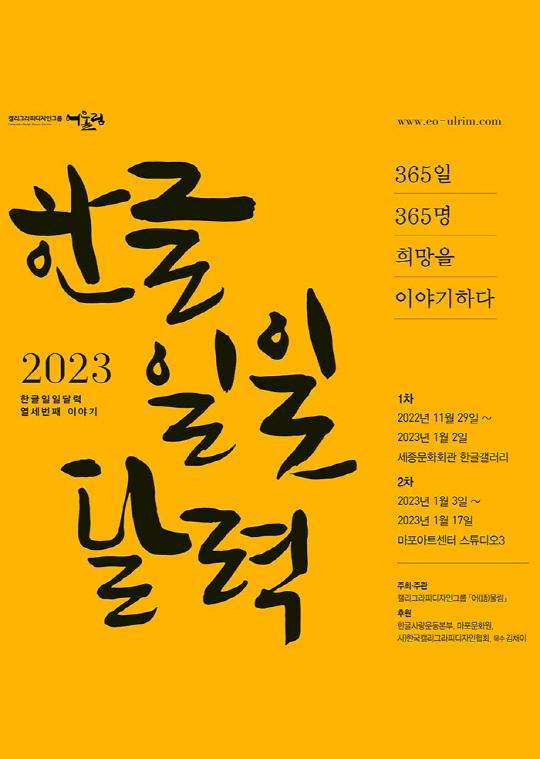 캘리그라피디자인그룹 어울림
www.eo-ulrim.com
한글
일일
달력
365일
365명
희망을
이야기하다
2023
한글일일달력
열세번째 이야기
1차
2022년 11월 29일 ~
2023년 1월 2일
세종문화회관 한글갤러리
2차
2023년 1월 3일 ~
2023년 1월 17일
마포아트센터 스튜디오3
주최·주관
캘리그라피디자인그룹 「어(語)울림」
후원
한글사랑운동본부, 마포문화원,
사)한국캘리그라피디자인협회, 옥수 김채이